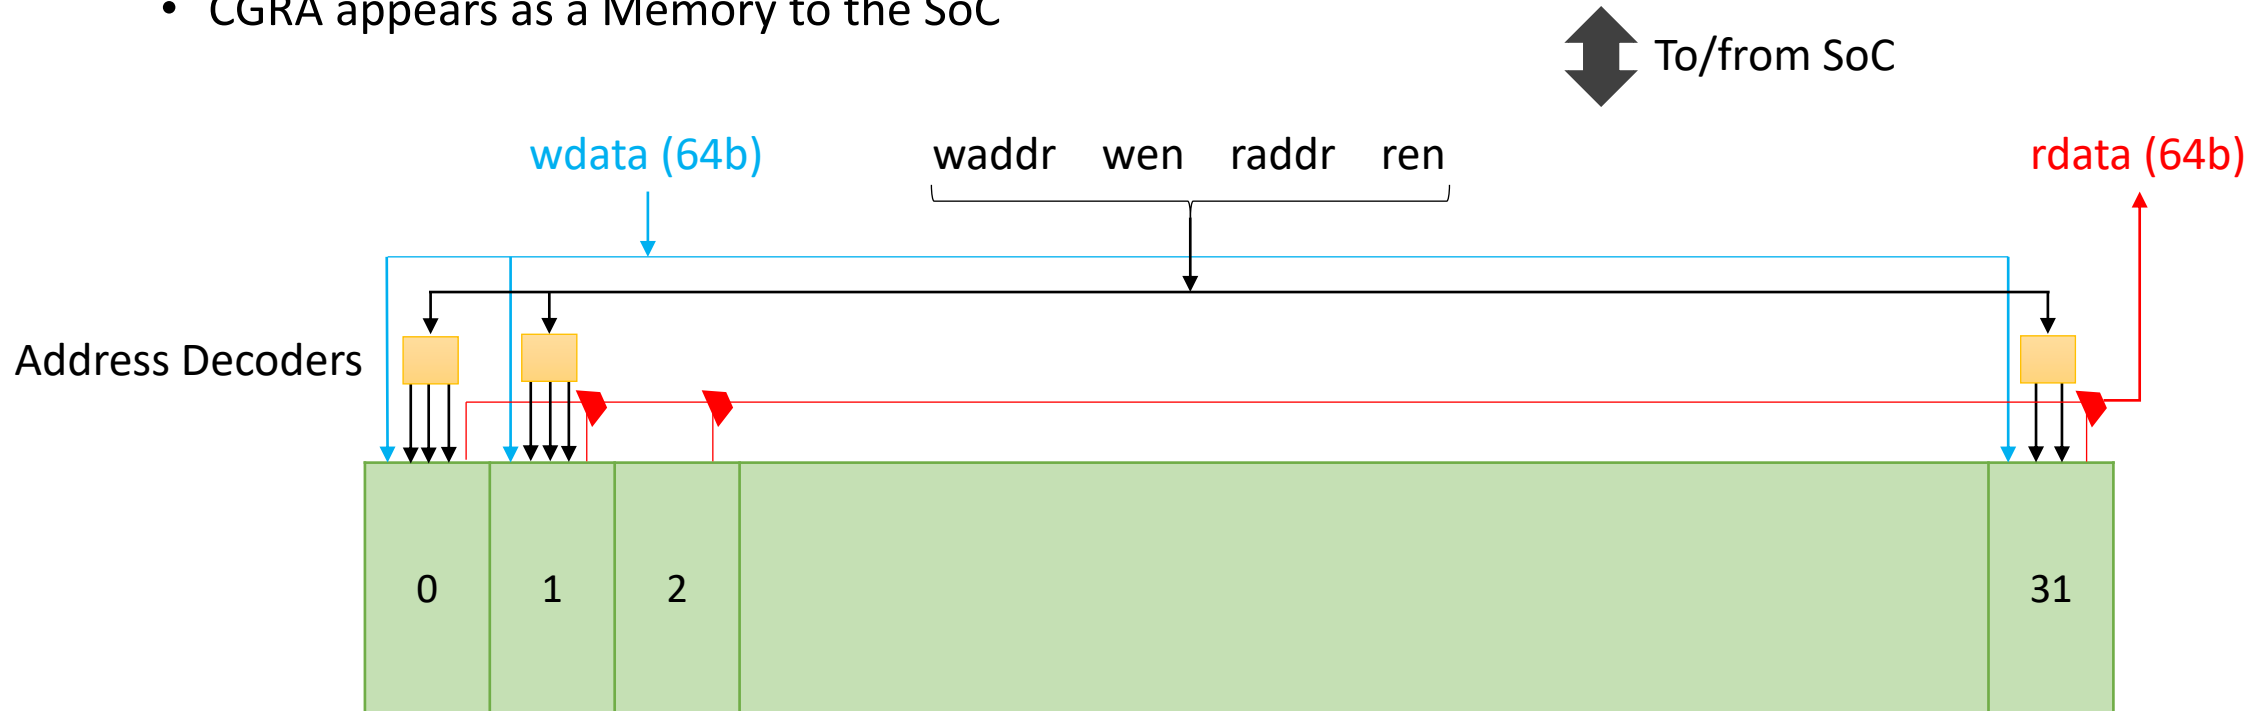 • CGRA appears as a Memory to the SoC
To/from SoC
wdata (64b)
waddr wen raddr ren
rdata (64b)
Address Decoders
0 1 2 31